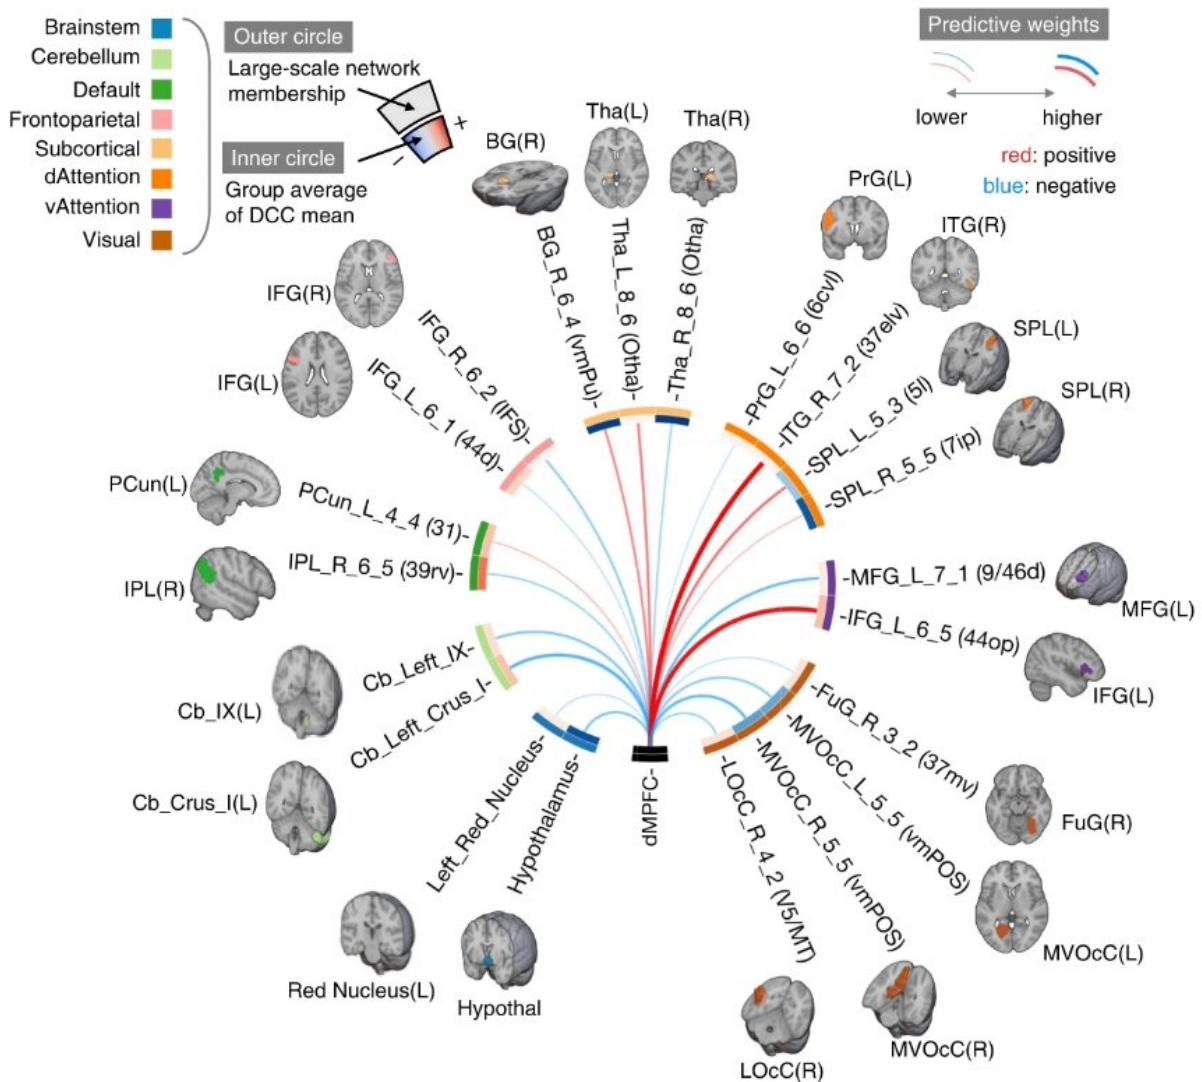 Brainstem
Cerebellum
Default
Frontoparietal
Subcortical
dAttention
vAttention
Visual
Outer circle
Large-scale network
membership
Inner circle
Group average
of DCC mean
+
–
Predictive weights
lower
higher
red: positive
blue: negative
BG(R)
Tha(L)
Tha(R)
PrG(L)
ITG(R)
SPL(L)
SPL(R)
IFG(R)
IFG(L)
PCun(L)
IPL(R)
Cb_IX(L)
Cb_Crus_I(L)
Red Nucleus(L)
Hypothal
LOcC(R)
MVOcC(R)
MVOcC(L)
FuG(R)
IFG(L)
MFG(L)
BG_R_6_4 (vmPu)-
Tha_L_8_6 (Otha)-
-Tha_R_8_6 (Otha)
-PrG_L_6_6 (6cvl)
-ITG_R_7_2 (37elv)
-SPL_L_5_3 (5l)
-SPL_R_5_5 (7ip)
-MFG_L_7_1 (9/46d)
-IFG_L_6_5 (44op)
-FuG_R_3_2 (37mv)
-MVOcC_L_5_5 (vmPOS)
-MVOcC_R_5_5 (vmPOS)
-LOcC_R_4_2 (V5/MT)
dMPFC-
Hypothalamus-
Left_Red_Nucleus-
Cb_Left_Crus_I-
Cb_Left_IX-
IPL_R_6_5 (39rv)-
PCun_L_4_4 (31)-
IFG_L_6_1 (44d)-
IFG_R_6_2 (IFS)-